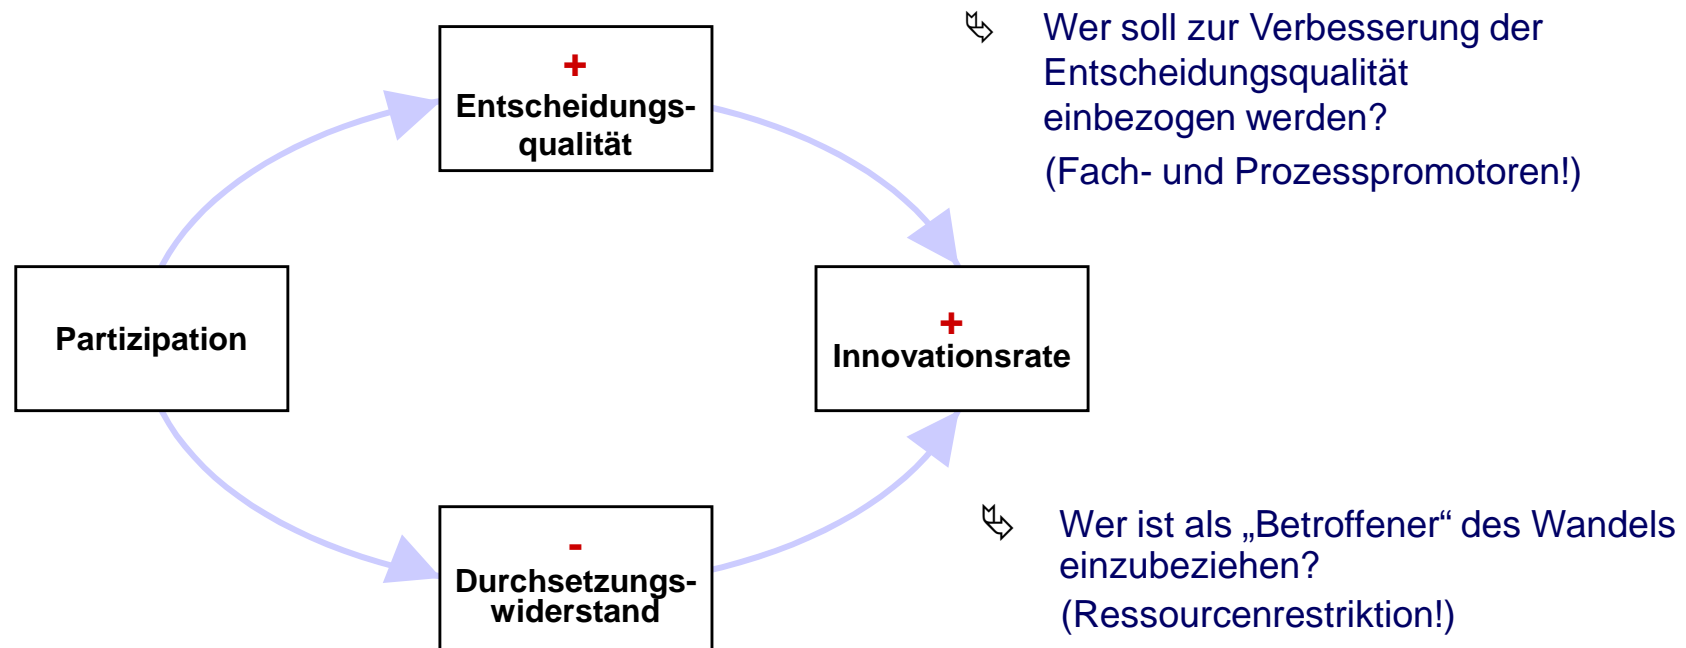 +
Entscheidungs-
qualität
Partizipation
+
Innovationsrate
-
Durchsetzungs-
widerstand
Wer soll zur Verbesserung der
Entscheidungsqualität
einbezogen werden?
(Fach- und Prozesspromotoren!)
Wer ist als „Betroffener“ des Wandels
einzubeziehen?
(Ressourcenrestriktion!)